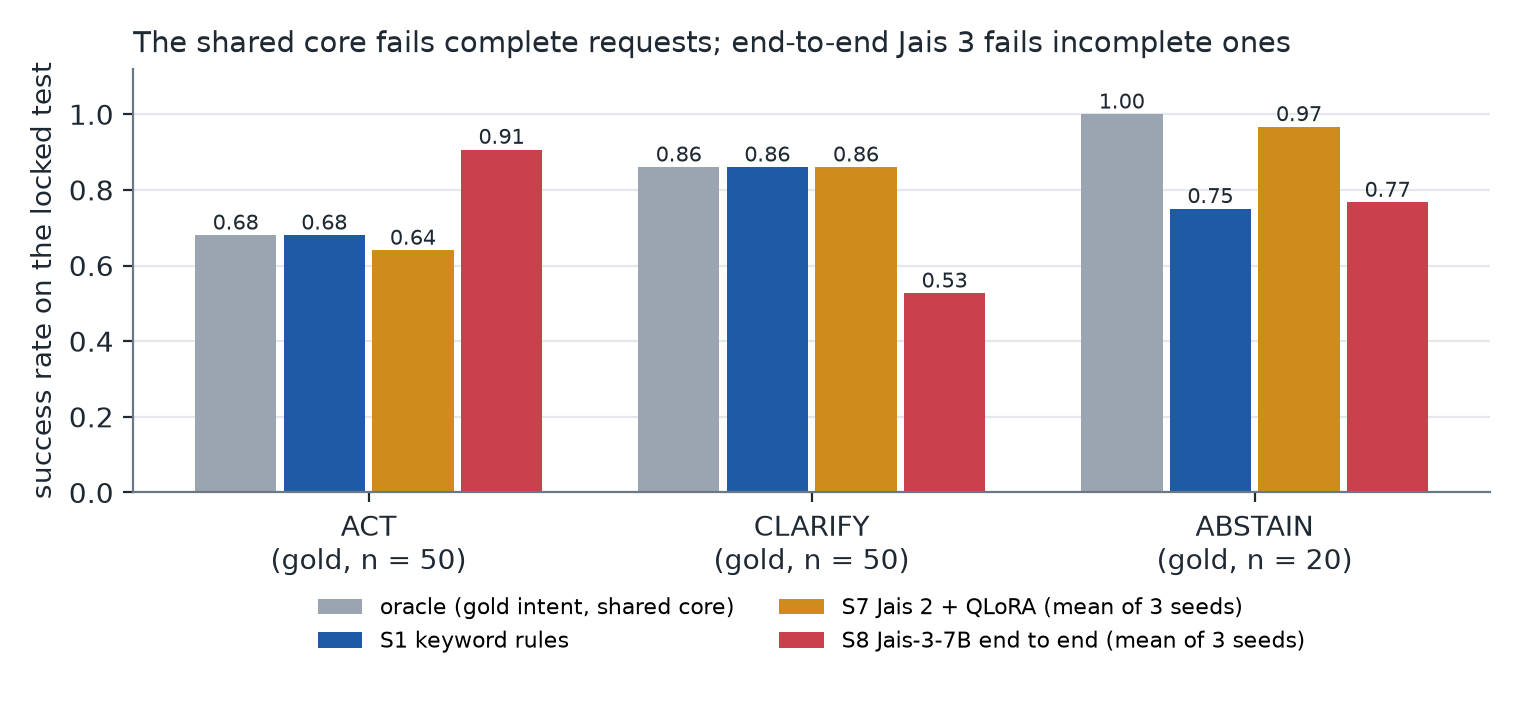 The shared core fails complete requests; end-to-end Jais 3 fails incomplete ones
success rate on the locked test
1.0
0.8
0.6
0.4
0.2
0.0
0.68
0.68
0.64
0.91
0.86
0.86
0.86
0.53
1.00
0.75
0.97
0.77
ACT
(gold, n = 50)
CLARIFY
(gold, n = 50)
ABSTAIN
(gold, n = 20)
oracle (gold intent, shared core)
S1 keyword rules
S7 Jais 2 + QLoRA (mean of 3 seeds)
S8 Jais-3-7B end to end (mean of 3 seeds)